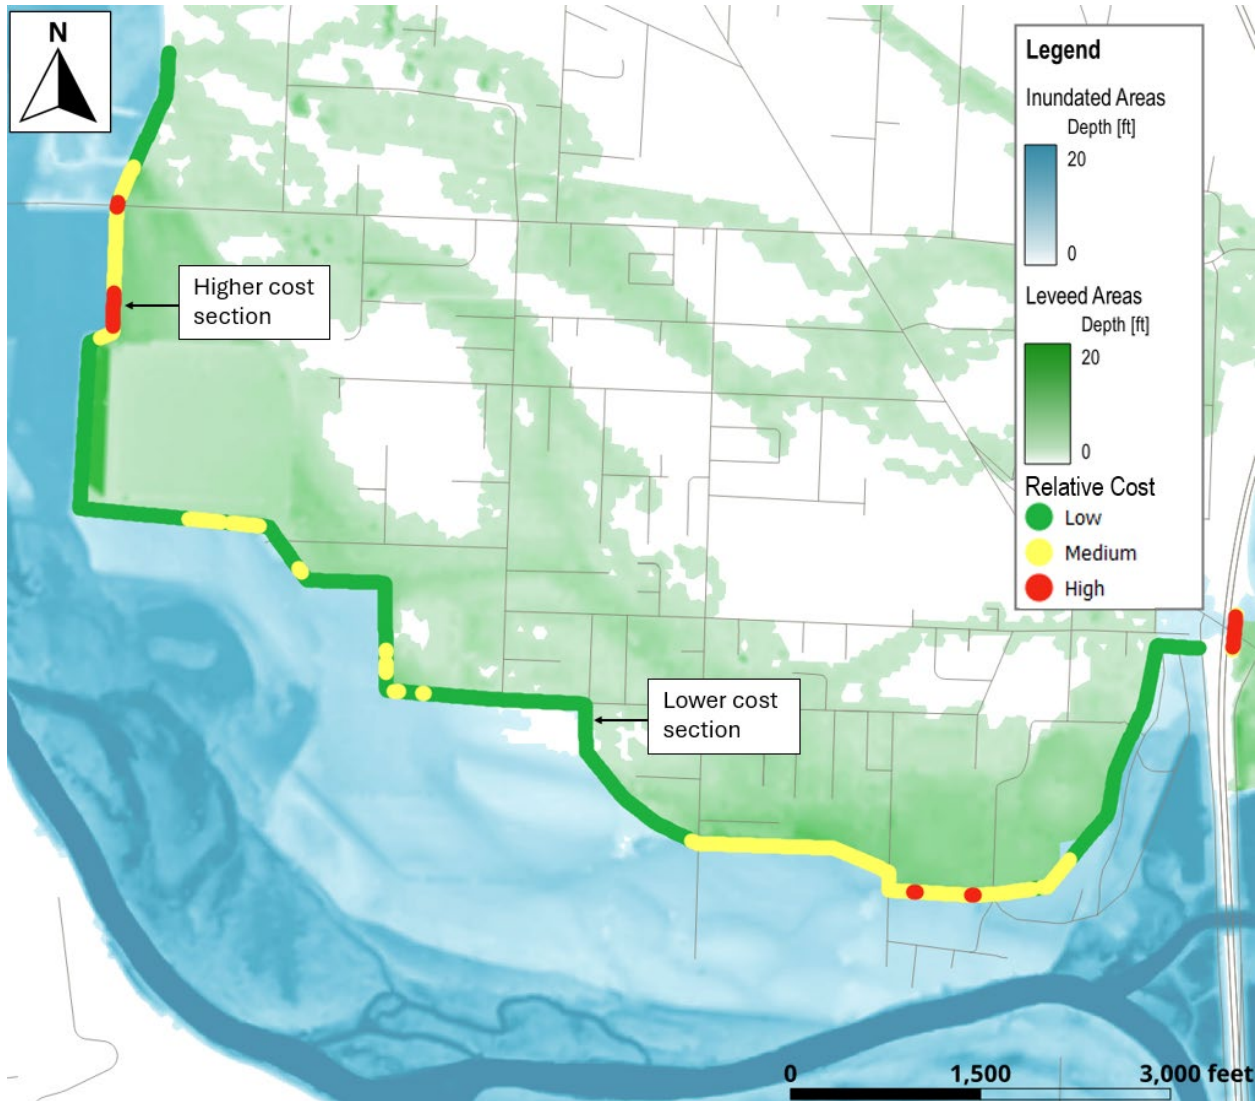 N
Legend
Inundated Areas
Depth [ft]
20
0
Leveed Areas
Depth [ft]
20
0
Relative Cost
Low
Medium
High
Higher cost
section
Lower cost
section
0 1,500 3,000 feet